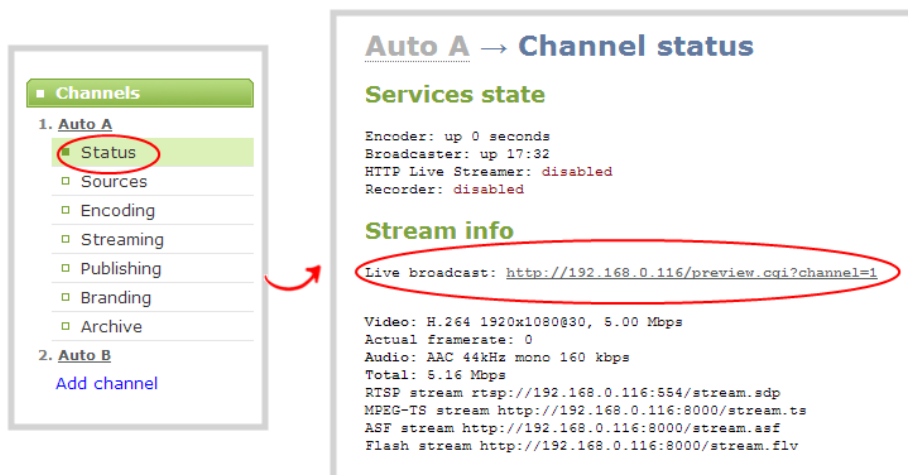 Channels
1. Auto A
Status
Sources
Encoding
Streaming
Publishing
Branding
Archive
2. Auto B
Add channel
Auto A → Channel status
Services state
Encoder: up 0 seconds
Broadcaster: up 17:32
HTTP Live Streamer: disabled
Recorder: disabled
Stream info
Live broadcast: http://192.168.0.116/preview.cgi?channel=1
Video: H.264 1920x1080@30, 5.00 Mbps
Actual framerate: 0
Audio: AAC 44kHz mono 160 kbps
Total: 5.16 Mbps
RTSP stream rtsp://192.168.0.116:554/stream.sdp
MPEG-TS stream http://192.168.0.116:8000/stream.ts
ASF stream http://192.168.0.116:8000/stream.asf
Flash stream http://192.168.0.116:8000/stream.flv